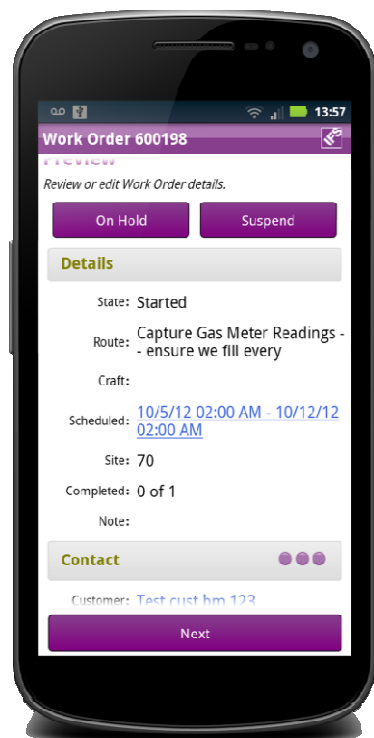 13:57
Work Order 600198
Preview
Review or edit Work Order details.
On Hold Suspend
Details
State: Started
Route: Capture Gas Meter Readings -
- ensure we fill every
Craft:
Scheduled: 10/5/12 02:00 AM - 10/12/12
02:00 AM
Site: 70
Completed: 0 of 1
Note:
Contact
Customer: Test cust bm 123
Next